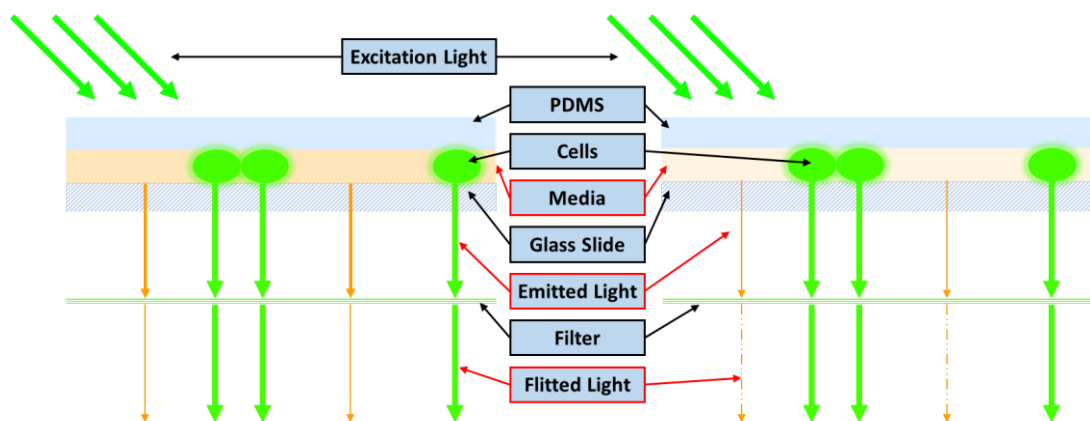 Excitation Light
PDMS
Cells
Media
Glass Slide
Emitted Light
Filter
Flitted Light